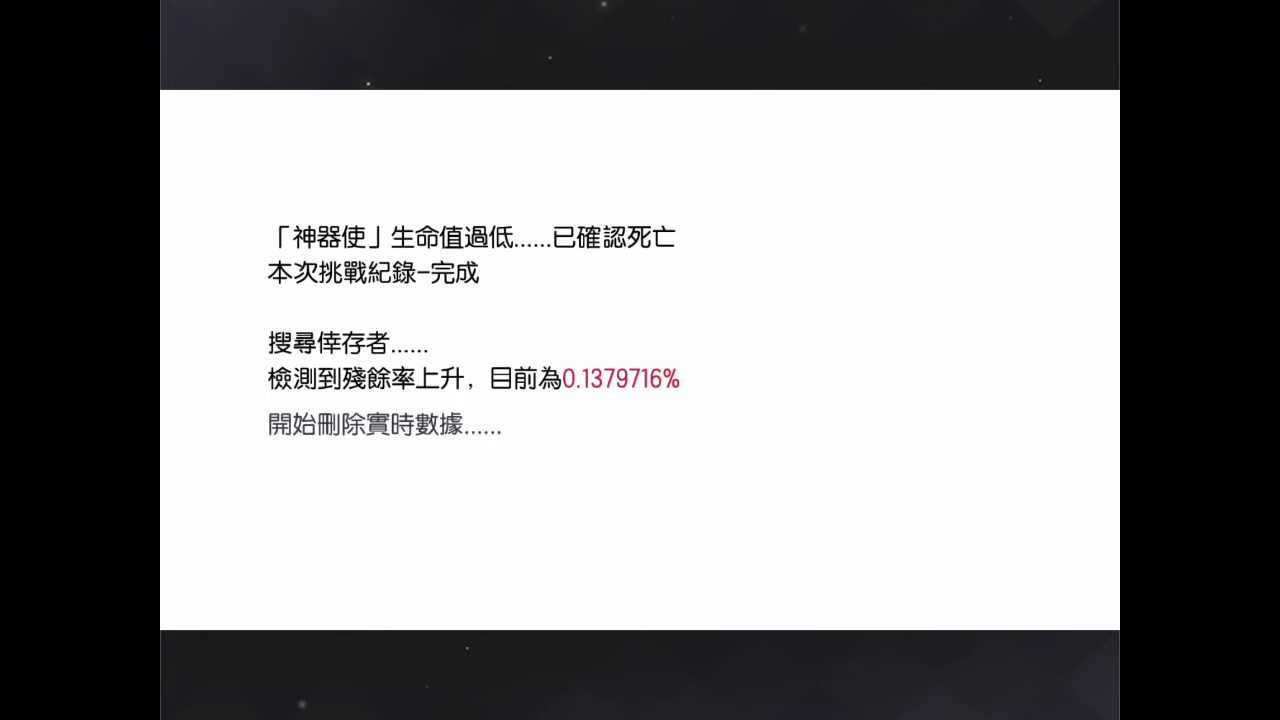 「神器使」生命值過低......已確認死亡
本次挑戰紀錄-完成
搜尋倖存者......
檢測到殘餘率上升，目前為0.1379716%
開始刪除實時數據......